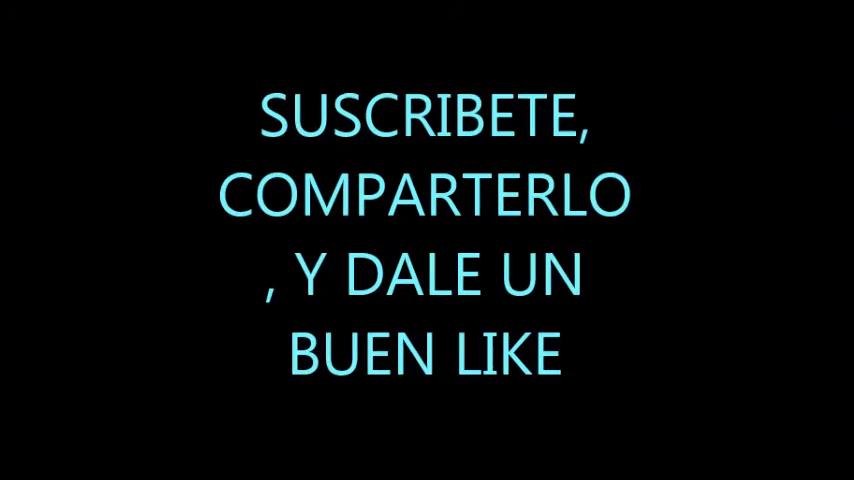 SUSCRIBETE,
COMPARTERLO
, Y DALE UN
BUEN LIKE